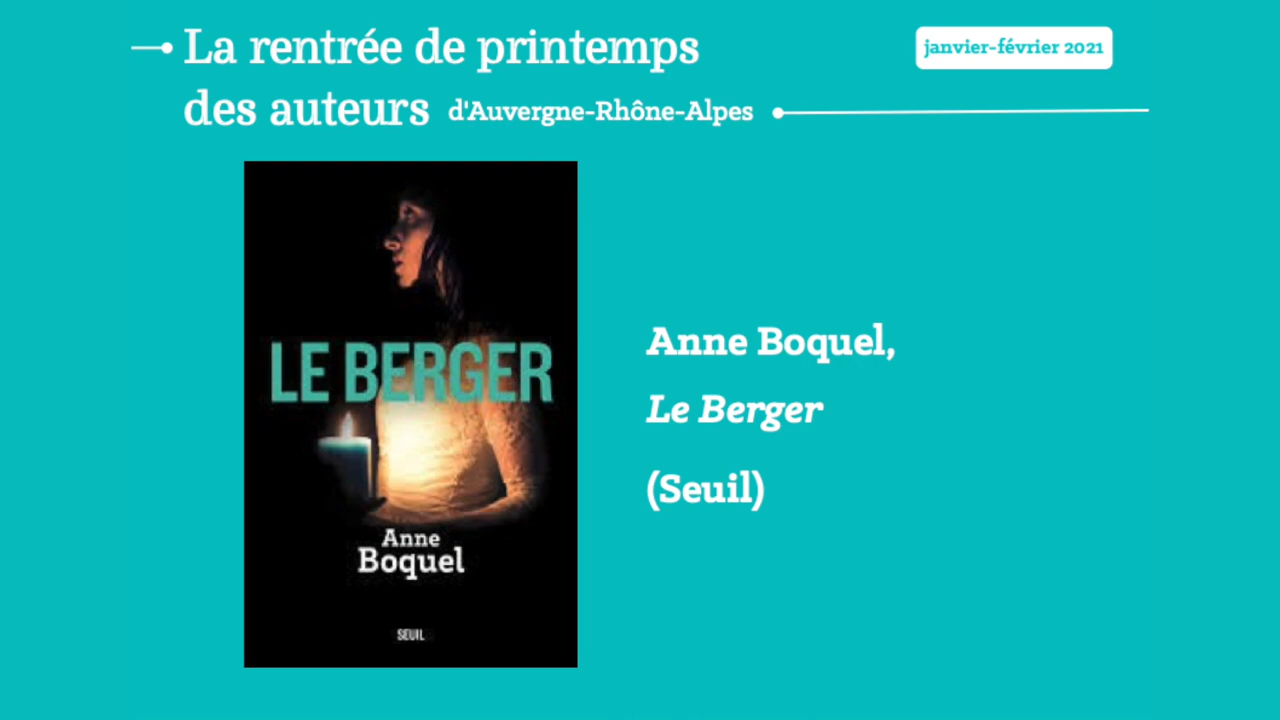 La rentrée de printemps
janvier-février 2021
des auteurs d'Auvergne-Rhône-Alpes
LE BERGER
Anne
Boquel
SEUIL
Anne Boquel,
Le Berger
(Seuil)